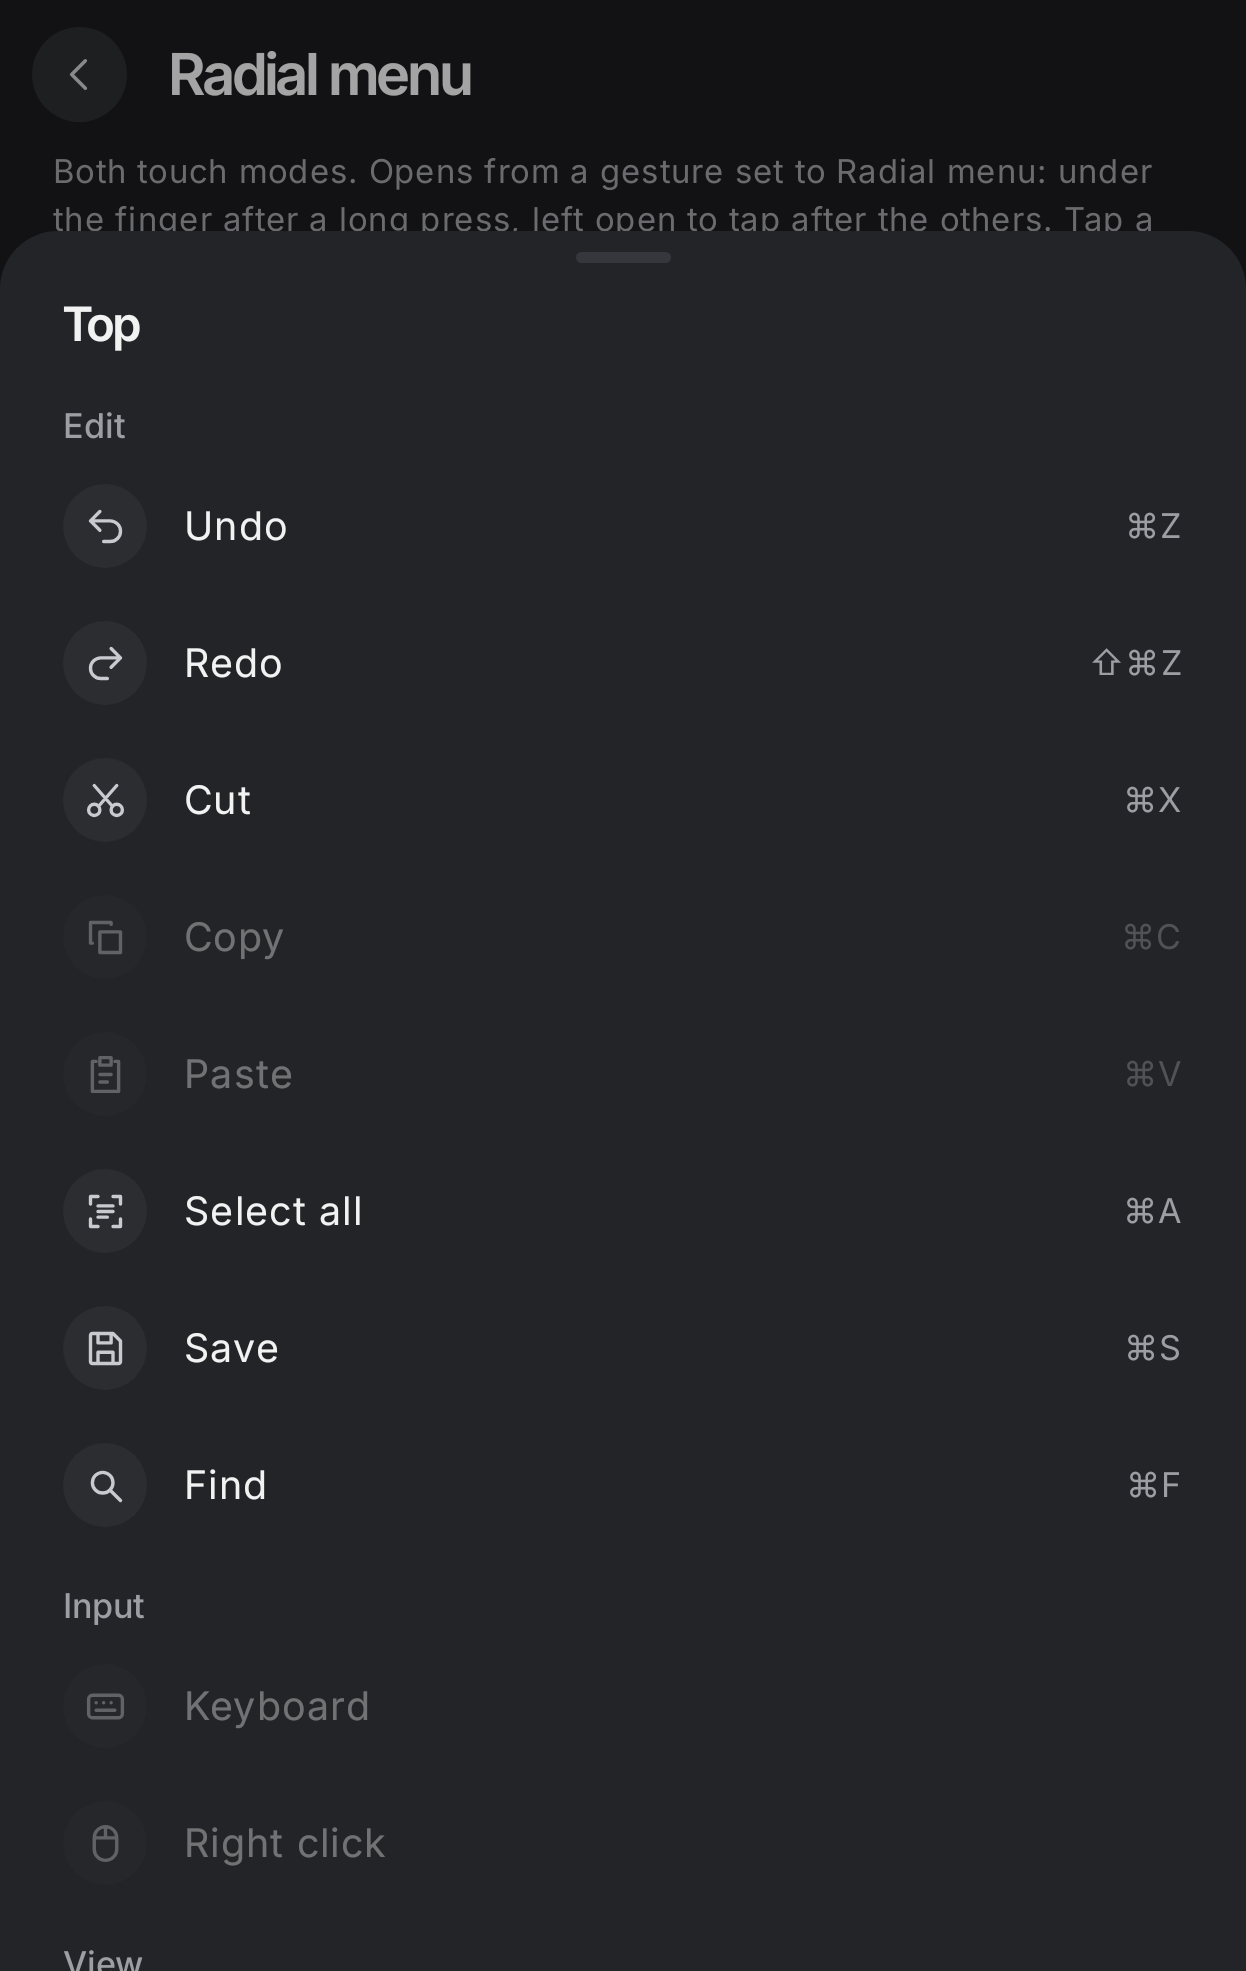 Radial menu
Both touch modes. Opens from a gesture set to Radial menu: under
the finger after a long press, left open to tap after the others. Tap a
Top
Edit
Undo ⌘Z
Redo ⇧⌘Z
Cut ⌘X
Copy ⌘C
Paste ⌘V
Select all ⌘A
Save ⌘S
Find ⌘F
Input
Keyboard
Right click
View